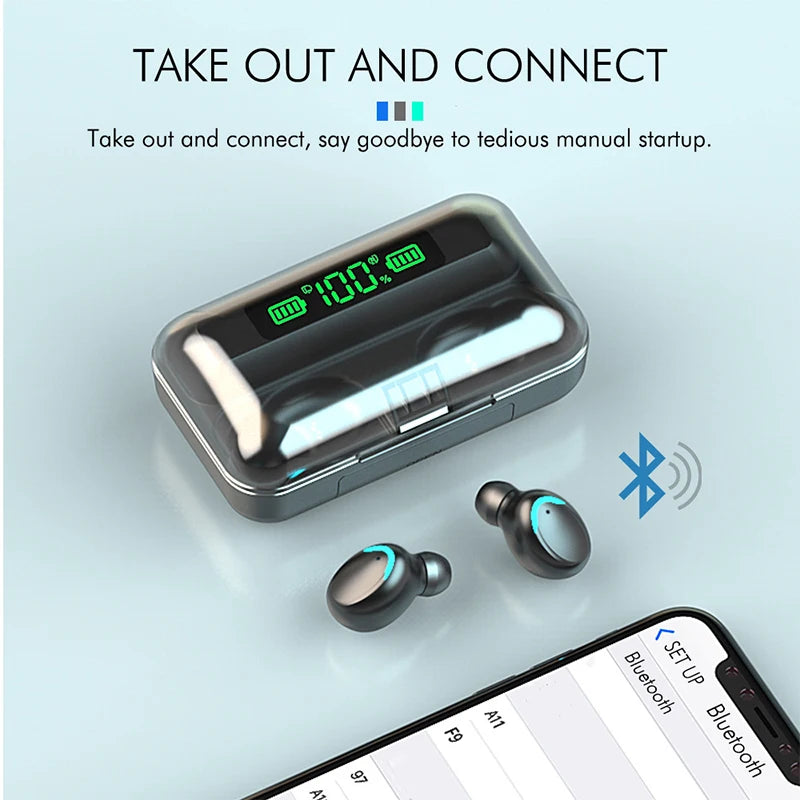 TAKE OUT AND CONNECT
Take out and connect, say goodbye to tedious manual startup.
100%
SET UP
Bluetooth
Bluetooth
A11
F9
97
A1